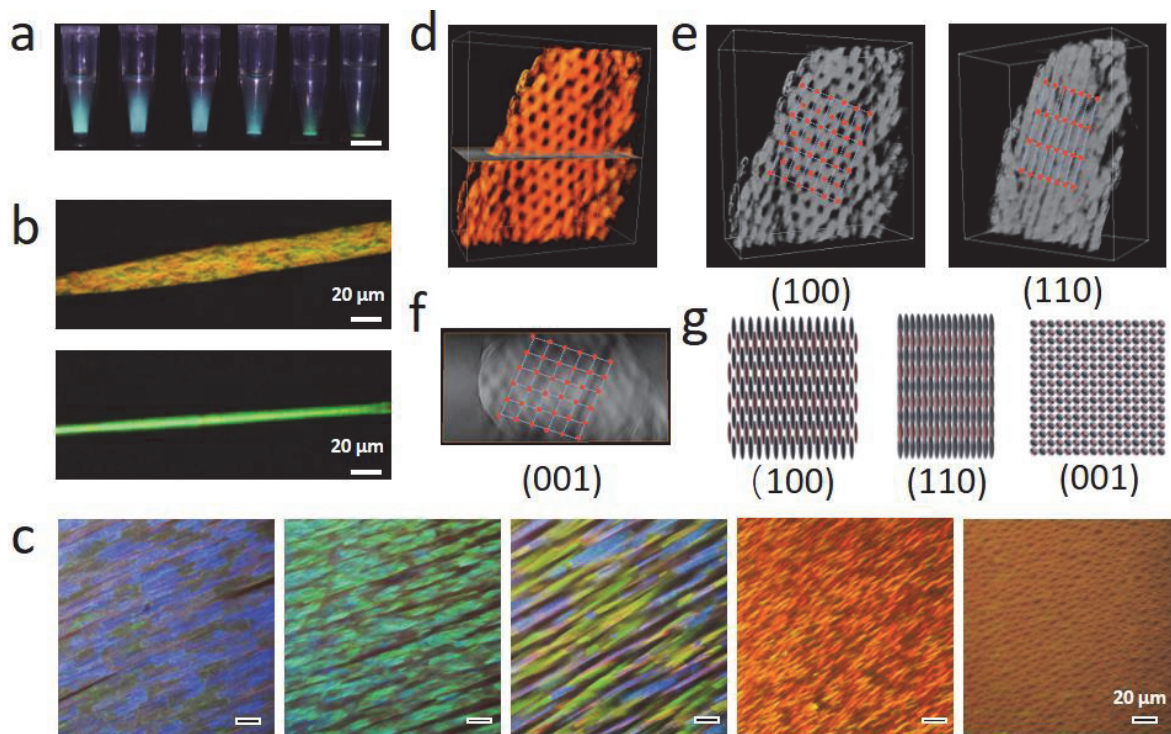 a
b
20 µm
20 µm
c
20 µm
d
e
(100)
(110)
f
(001)
g
(100)
(110)
(001)